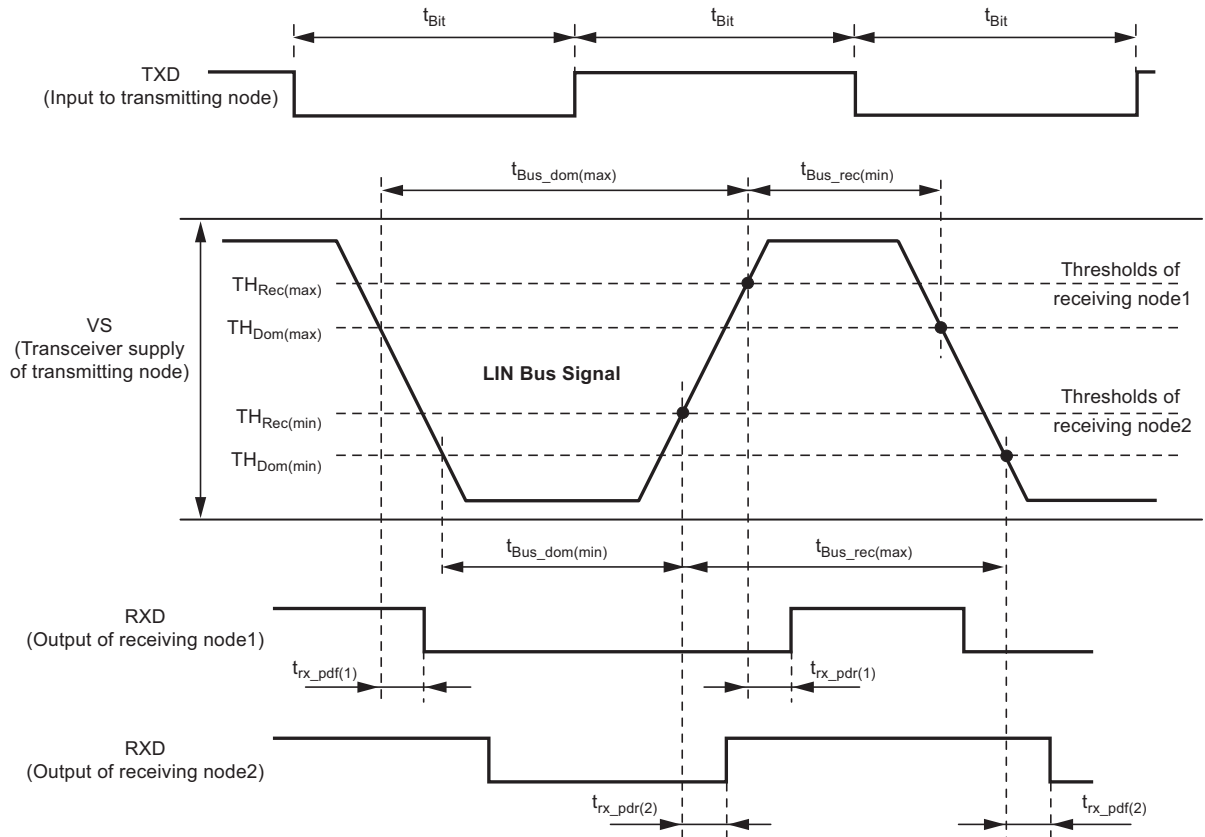 tBit
tBit
tBit
TXD
(Input to transmitting node)
tBus_dom(max)
tBus_rec(min)
THRec(max)
Thresholds of
receiving node1
THDom(max)
VS
(Transceiver supply
of transmitting node)
LIN Bus Signal
THRec(min)
Thresholds of
receiving node2
THDom(min)
tBus_dom(min)
tBus_rec(max)
RXD
(Output of receiving node1)
trx_pdf(1)
trx_pdr(1)
RXD
(Output of receiving node2)
trx_pdr(2)
trx_pdf(2)